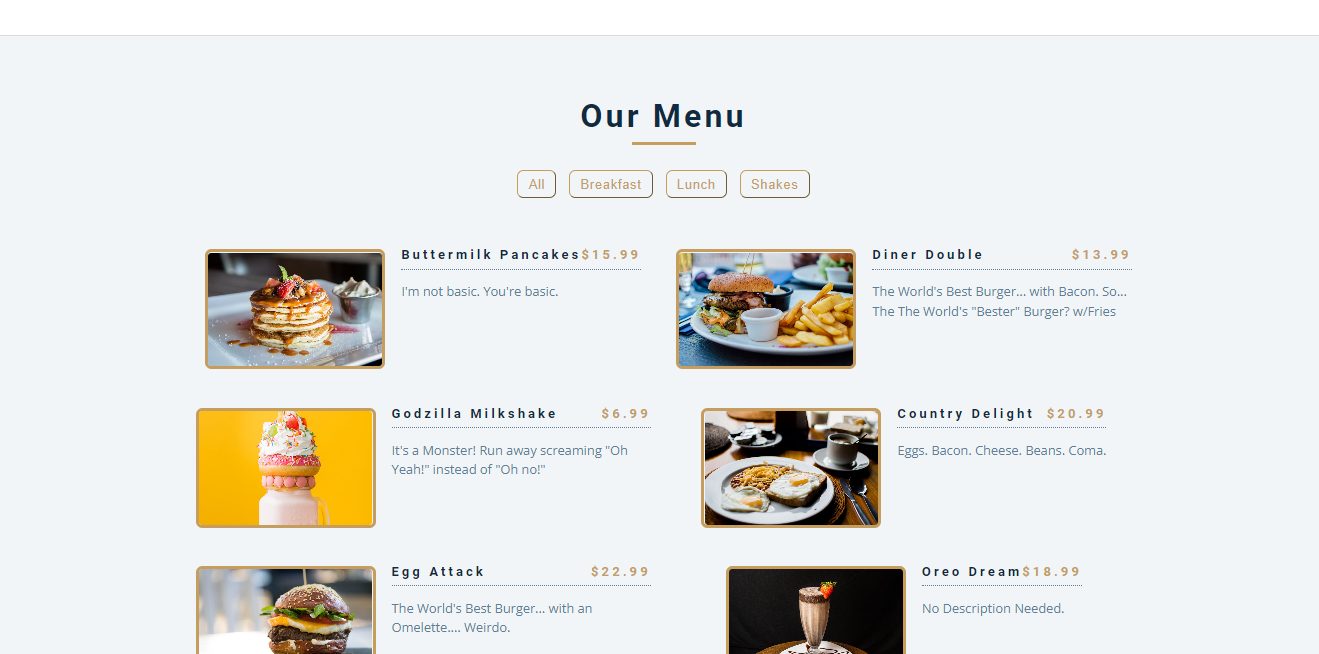 Our Menu
All Breakfast Lunch Shakes
Buttermilk Pancakes $15.99
I'm not basic. You're basic.
Diner Double $13.99
The World's Best Burger... with Bacon. So...
The The World's "Bester" Burger? w/Fries
Godzilla Milkshake $6.99
It's a Monster! Run away screaming "Oh
Yeah!" instead of "Oh no!"
Country Delight $20.99
Eggs. Bacon. Cheese. Beans. Coma.
Egg Attack $22.99
The World's Best Burger... with an
Omelette.... Weirdo.
Oreo Dream $18.99
No Description Needed.